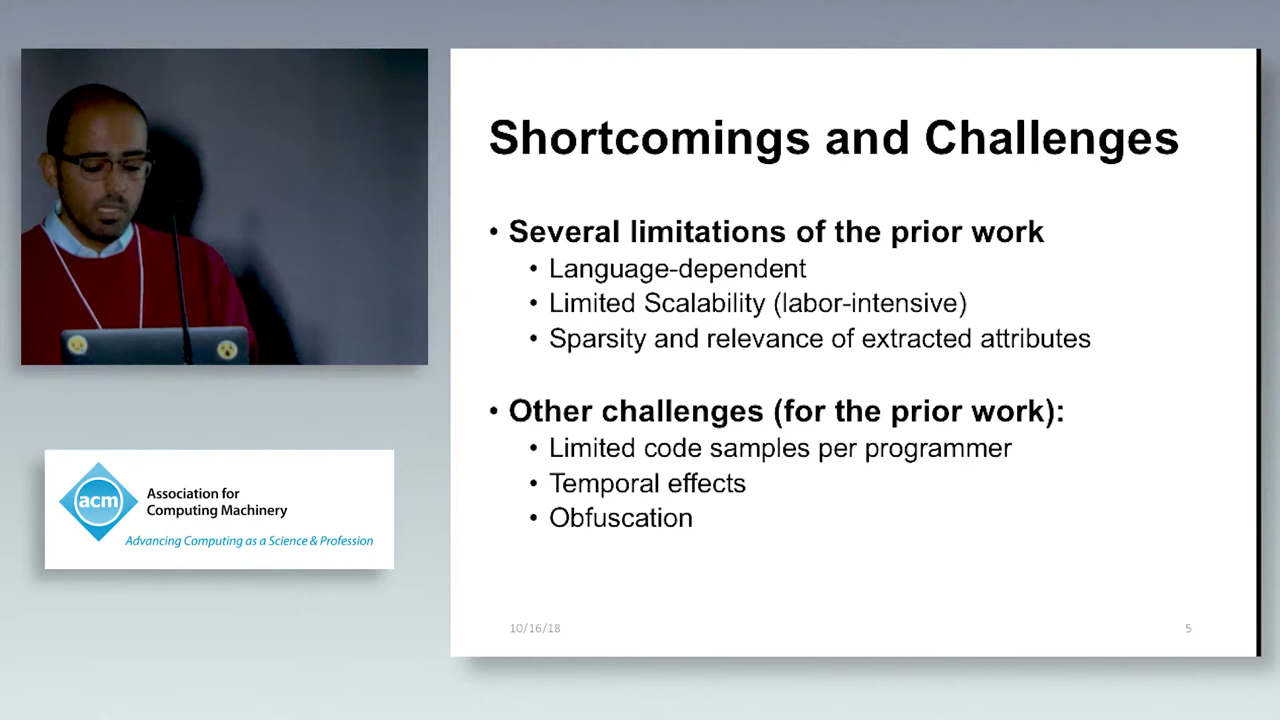 Shortcomings and Challenges
• Several limitations of the prior work
• Language-dependent
• Limited Scalability (labor-intensive)
• Sparsity and relevance of extracted attributes
• Other challenges (for the prior work):
• Limited code samples per programmer
• Temporal effects
• Obfuscation
10/16/18
5
acm
Association for
Computing Machinery
Advancing Computing as a Science & Profession